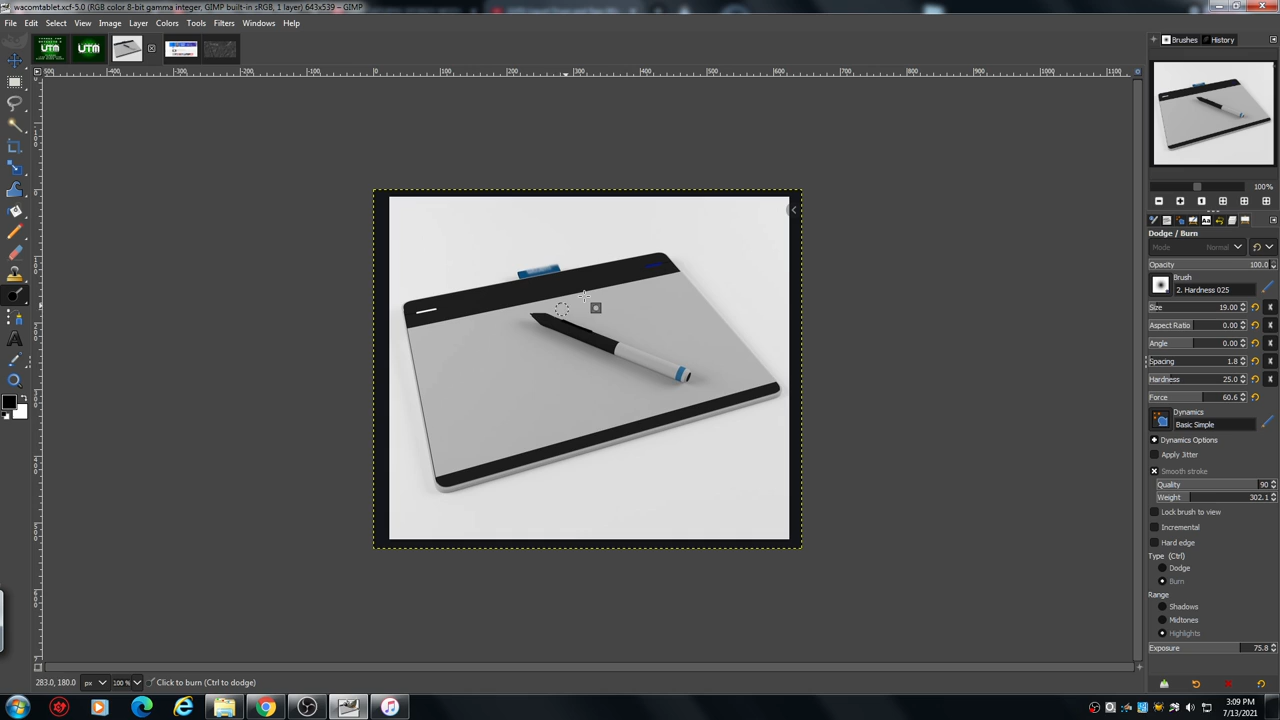 wacomtablet.xcf-5.0 (RGB color 8-bit gamma integer, GIMP built-in sRGB, 1 layer) 643x539 – GIMP
File Edit Select View Image Layer Colors Tools Filters Windows Help
UTM UTM
Brushes History
100%
Dodge / Burn
Mode Normal
Opacity 100.0
Brush
2. Hardness 025
Size 19.00
Aspect Ratio 0.00
Angle 0.00
Spacing 1.8
Hardness 25.0
Force 60.6
Dynamics
Basic Simple
Dynamics Options
Apply Jitter
Smooth stroke
Quality 90
Weight 302.1
Lock brush to view
Incremental
Hard edge
Type (Ctrl)
Dodge
Burn
Range
Shadows
Midtones
Highlights
Exposure 75.8
283.0, 180.0 px 100 % Click to burn (Ctrl to dodge)
3:09 PM
7/13/2021